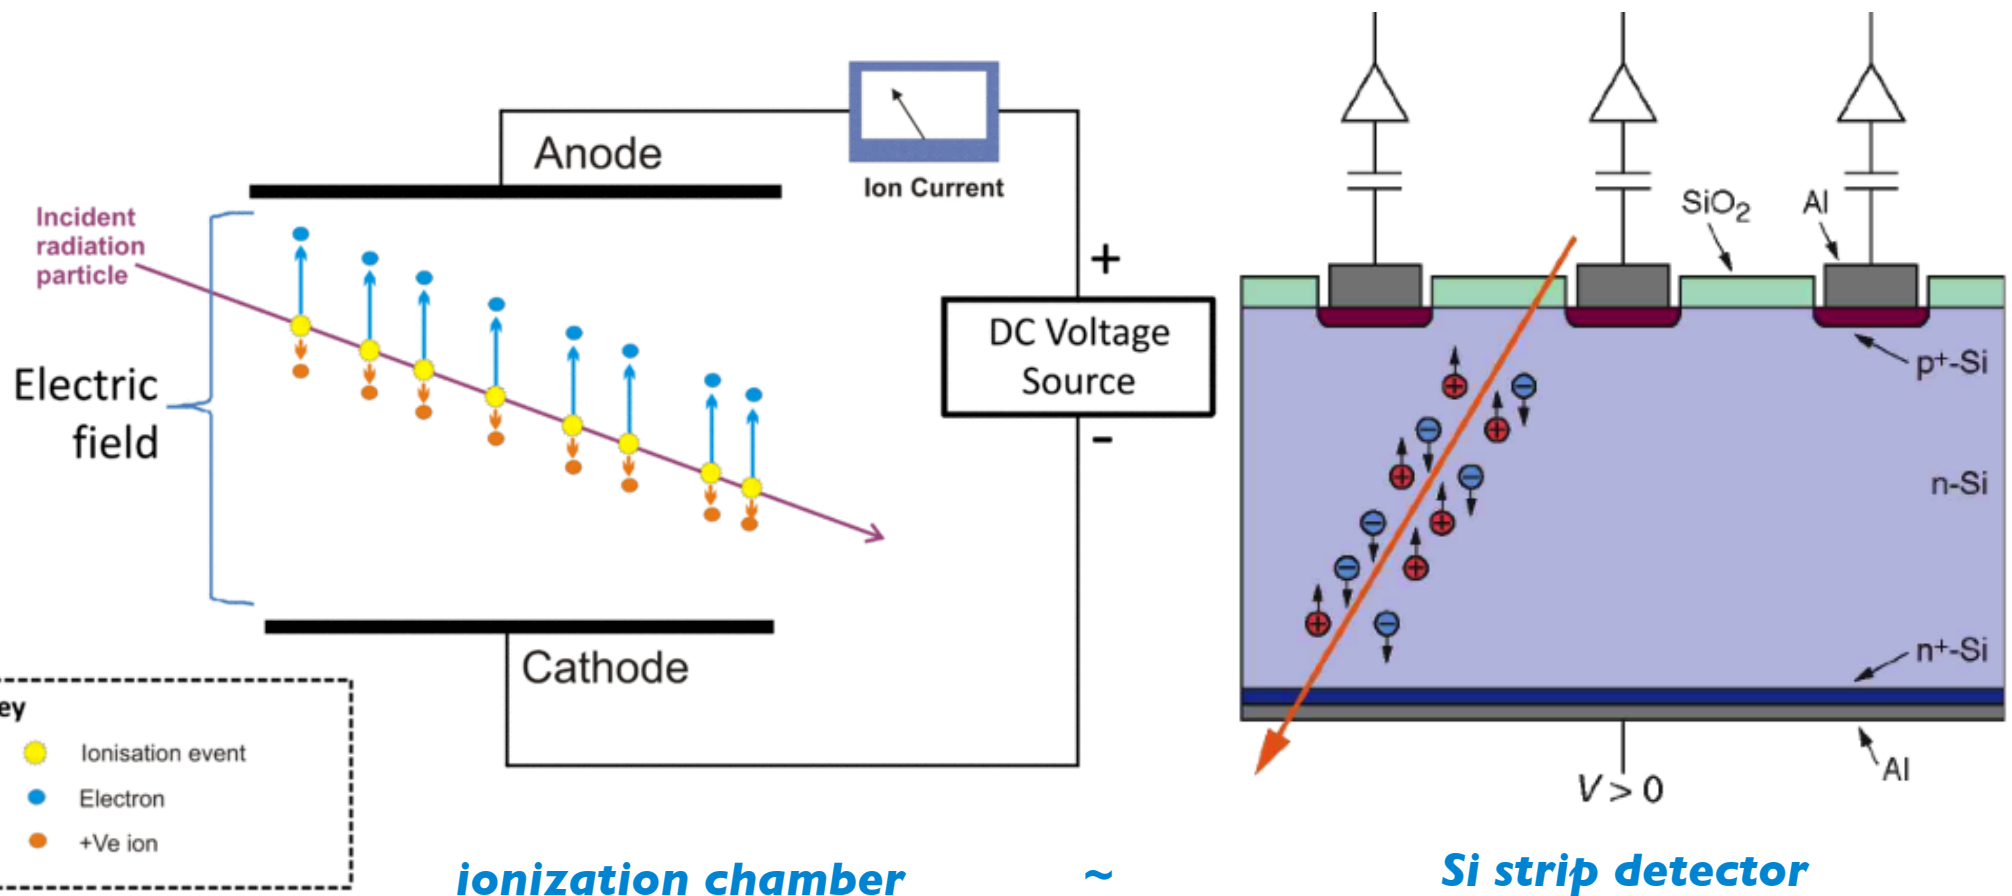 Anode
Ion Current
Incident
radiation
particle
Electric
field
+
DC Voltage
Source
-
Cathode
ey
Ionisation event
Electron
+Ve ion
ionization chamber
~
SiO2
Al
p+-Si
n-Si
n+-Si
Al
V > 0
Si strip detector